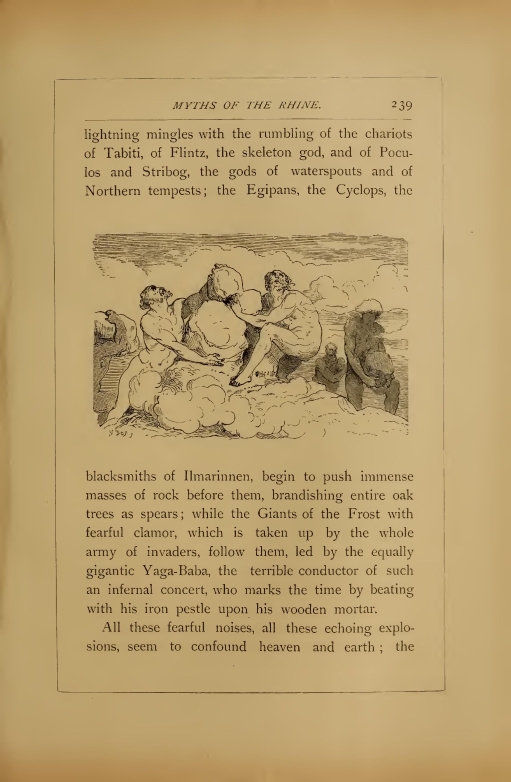 MYTHS OF THE RHINE. 239
lightning mingles with the rumbling of the chariots
of Tabiti, of Flintz, the skeleton god, and of Pocu-
los and Stribog, the gods of waterspouts and of
Northern tempests; the Egipans, the Cyclops, the
blacksmiths of Ilmarinnen, begin to push immense
masses of rock before them, brandishing entire oak
trees as spears; while the Giants of the Frost with
fearful clamor, which is taken up by the whole
army of invaders, follow them, led by the equally
gigantic Yaga-Baba, the terrible conductor of such
an infernal concert, who marks the time by beating
with his iron pestle upon his wooden mortar.
All these fearful noises, all these echoing explo-
sions, seem to confound heaven and earth; the